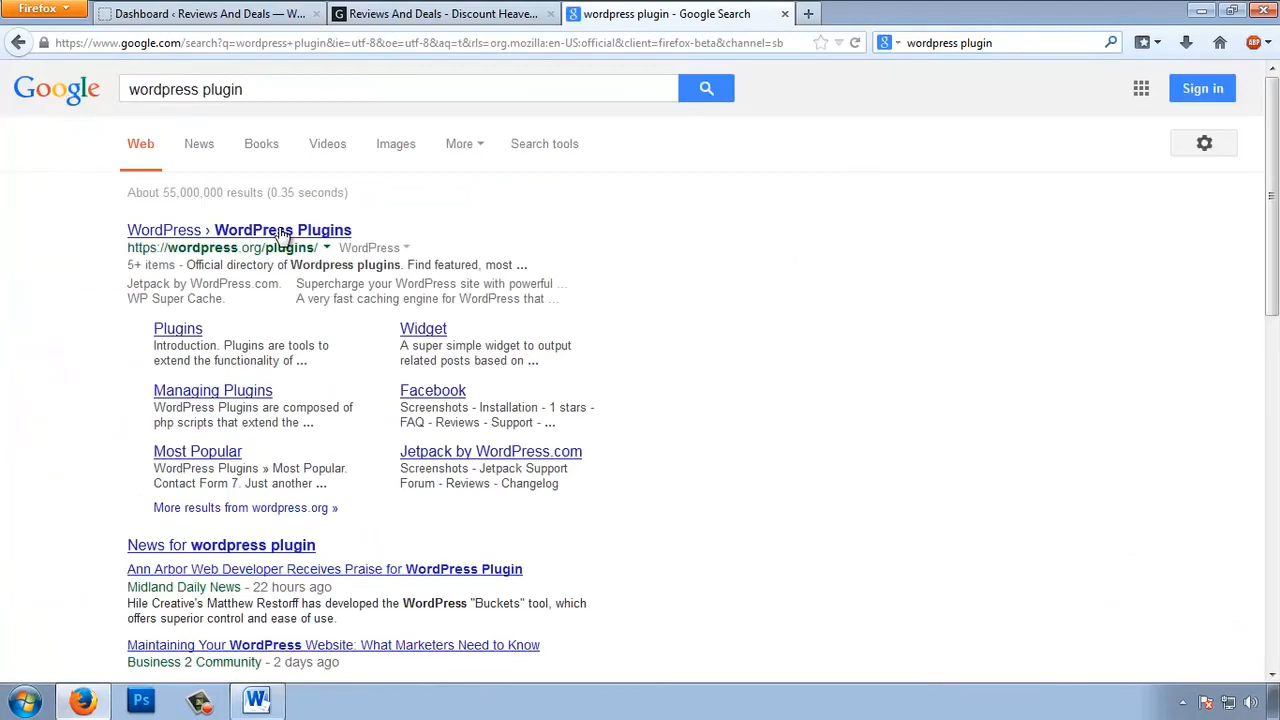 Firefox
Dashboard ‹ Reviews And Deals — W...
Reviews And Deals - Discount Heave...
wordpress plugin - Google Search
https://www.google.com/search?q=wordpress+plugin&ie=utf-8&oe=utf-8&aq=t&rls=org.mozilla:en-US:official&client=firefox-beta&channel=sb
wordpress plugin
ABP
Google
wordpress plugin
Sign in
Web News Books Videos Images More Search tools
About 55,000,000 results (0.35 seconds)
WordPress › WordPress Plugins
https://wordpress.org/plugins/ WordPress
5+ items - Official directory of Wordpress plugins. Find featured, most ...
Jetpack by WordPress.com. Supercharge your WordPress site with powerful ...
WP Super Cache. A very fast caching engine for WordPress that ...
Plugins
Introduction. Plugins are tools to
extend the functionality of ...
Widget
A super simple widget to output
related posts based on ...
Managing Plugins
WordPress Plugins are composed of
php scripts that extend the ...
Facebook
Screenshots - Installation - 1 stars -
FAQ - Reviews - Support - ...
Most Popular
WordPress Plugins » Most Popular.
Contact Form 7. Just another ...
Jetpack by WordPress.com
Screenshots - Jetpack Support
Forum - Reviews - Changelog
More results from wordpress.org »
News for wordpress plugin
Ann Arbor Web Developer Receives Praise for WordPress Plugin
Midland Daily News - 22 hours ago
Hile Creative's Matthew Restorff has developed the WordPress "Buckets" tool, which
offers superior control and ease of use.
Maintaining Your WordPress Website: What Marketers Need to Know
Business 2 Community - 2 days ago
Ps
W